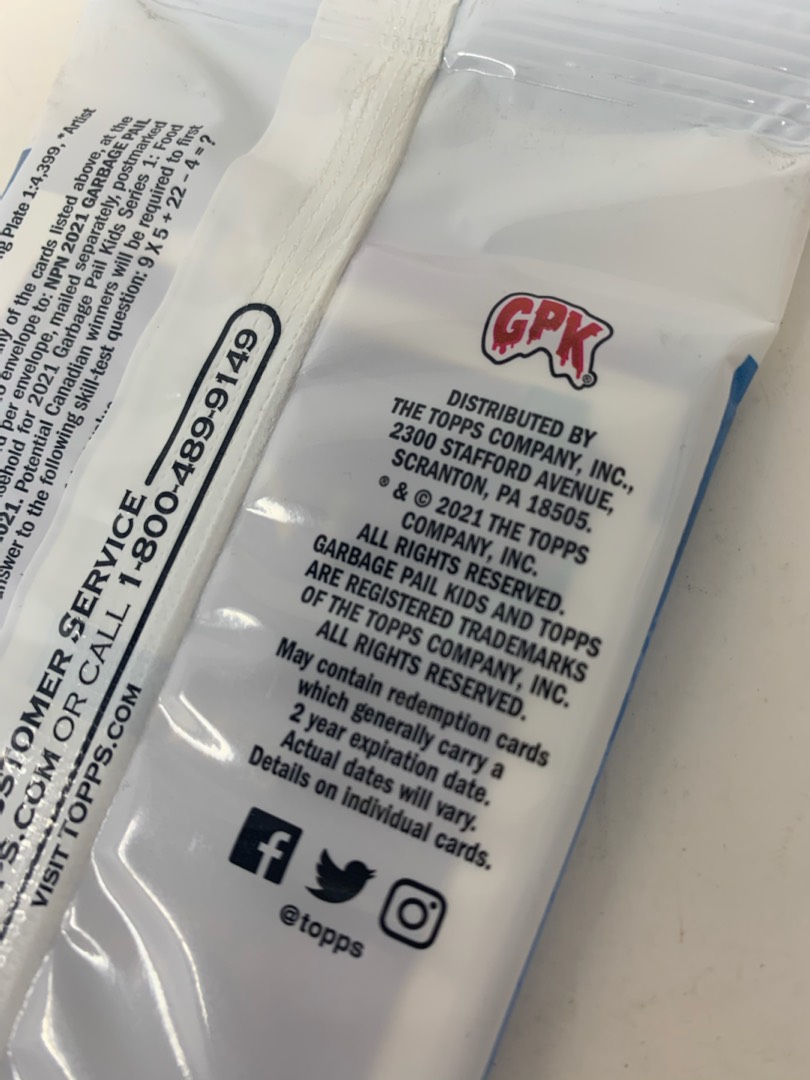 ng Plate 1:4,399, *Artist
ny of the cards listed above, at the
envelope to: NPN 2021 GARBAGE PAIL
per envelope, mailed separately, postmarked
sehold for 2021 Garbage Pail Kids Series 1: Food
021. Potential Canadian winners will be required to first
answer to the following skill-test question: 9 X 5 + 22 - 4 = ?
STOMER SERVICE
S.COM OR CALL 1-800-489-9149
VISIT TOPPS.COM
GPK®
DISTRIBUTED BY
THE TOPPS COMPANY, INC.,
2300 STAFFORD AVENUE,
SCRANTON, PA 18505.
® & © 2021 THE TOPPS
COMPANY, INC.
ALL RIGHTS RESERVED.
GARBAGE PAIL KIDS AND TOPPS
ARE REGISTERED TRADEMARKS
OF THE TOPPS COMPANY, INC.
ALL RIGHTS RESERVED.
May contain redemption cards
which generally carry a
2 year expiration date.
Actual dates will vary.
Details on individual cards.
@topps